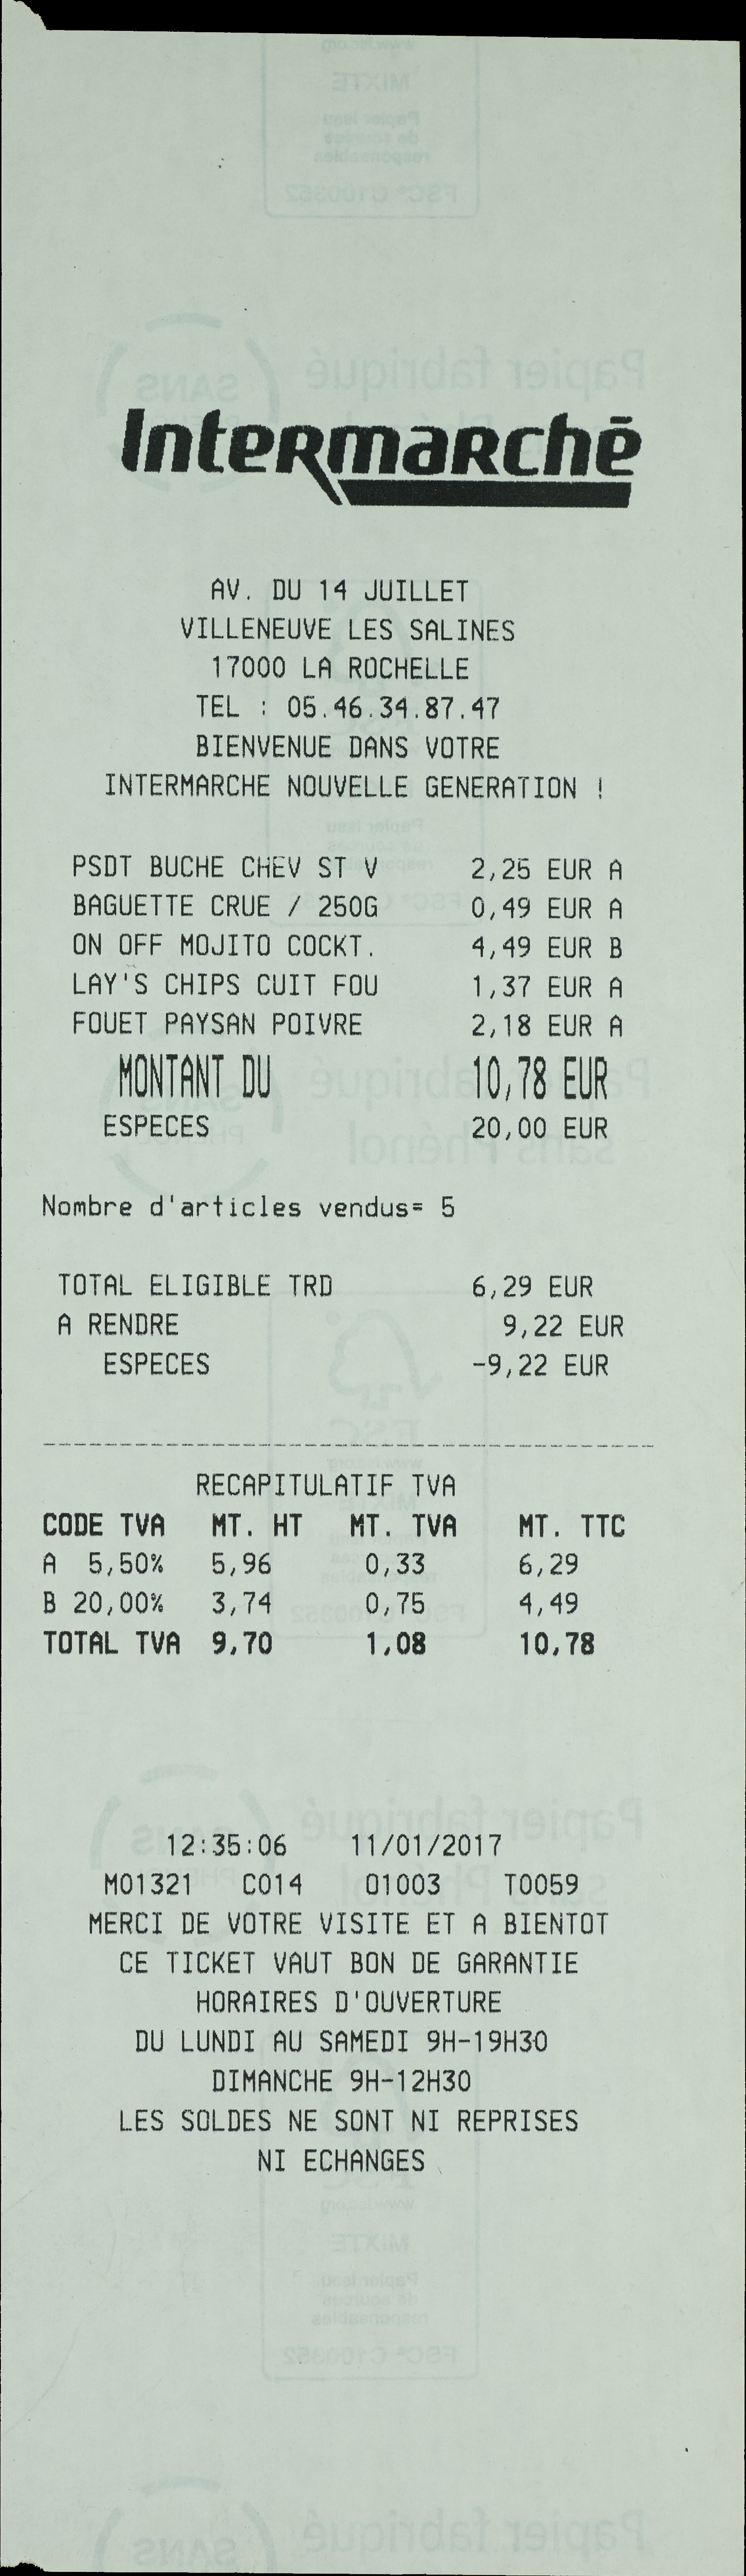 Intermarché
AV. DU 14 JUILLET
VILLENEUVE LES SALINES
17000 LA ROCHELLE
TEL : 05.46.34.87.47
BIENVENUE DANS VOTRE
INTERMARCHE NOUVELLE GENERATION !
PSDT BUCHE CHEV ST V 2,25 EUR A
BAGUETTE CRUE / 250G 0,49 EUR A
ON OFF MOJITO COCKT. 4,49 EUR B
LAY'S CHIPS CUIT FOU 1,37 EUR A
FOUET PAYSAN POIVRE 2,18 EUR A
MONTANT DU 10,78 EUR
ESPECES 20,00 EUR
Nombre d'articles vendus= 5
TOTAL ELIGIBLE TRD 6,29 EUR
A RENDRE 9,22 EUR
ESPECES -9,22 EUR
----------------------------------------
RECAPITULATIF TVA
CODE TVA MT. HT MT. TVA MT. TTC
A 5,50% 5,96 0,33 6,29
B 20,00% 3,74 0,75 4,49
TOTAL TVA 9,70 1,08 10,78
12:35:06 11/01/2017
M01321 C014 01003 T0059
MERCI DE VOTRE VISITE ET A BIENTOT
CE TICKET VAUT BON DE GARANTIE
HORAIRES D'OUVERTURE
DU LUNDI AU SAMEDI 9H-19H30
DIMANCHE 9H-12H30
LES SOLDES NE SONT NI REPRISES
NI ECHANGES